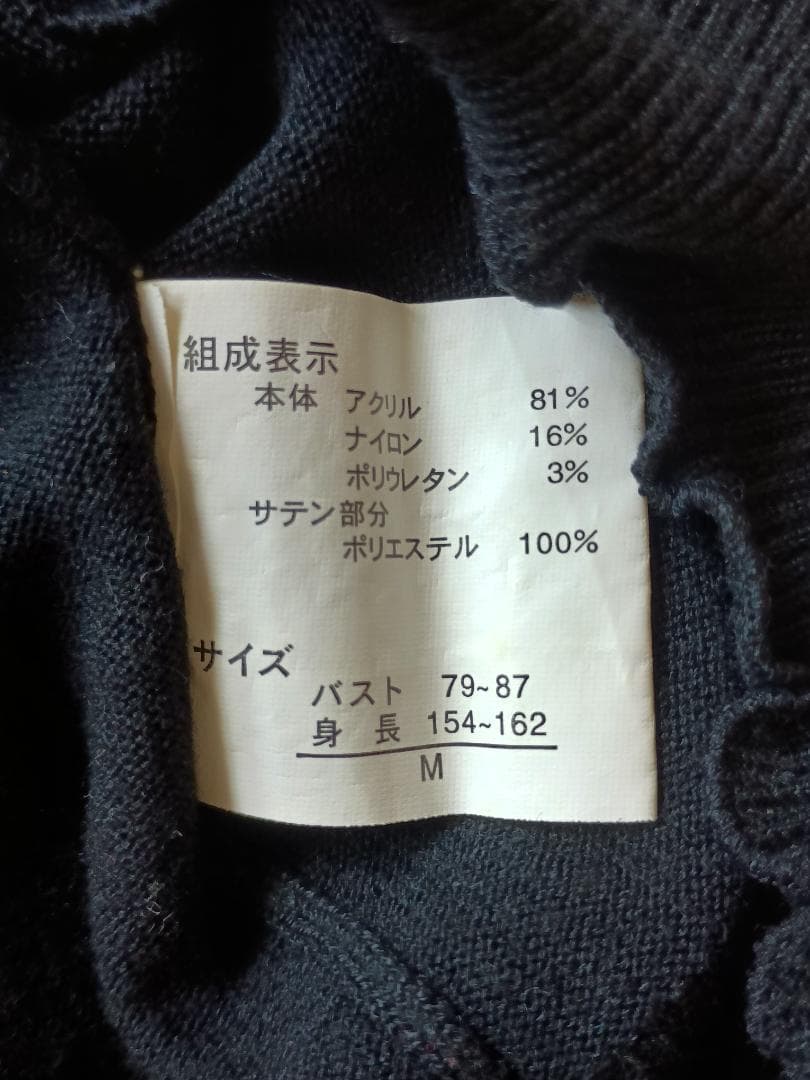 組成表示
本体 アクリル 81%
ナイロン 16%
ポリウレタン 3%
サテン部分
ポリエステル 100%
サイズ
バスト 79~87
身長 154~162
M